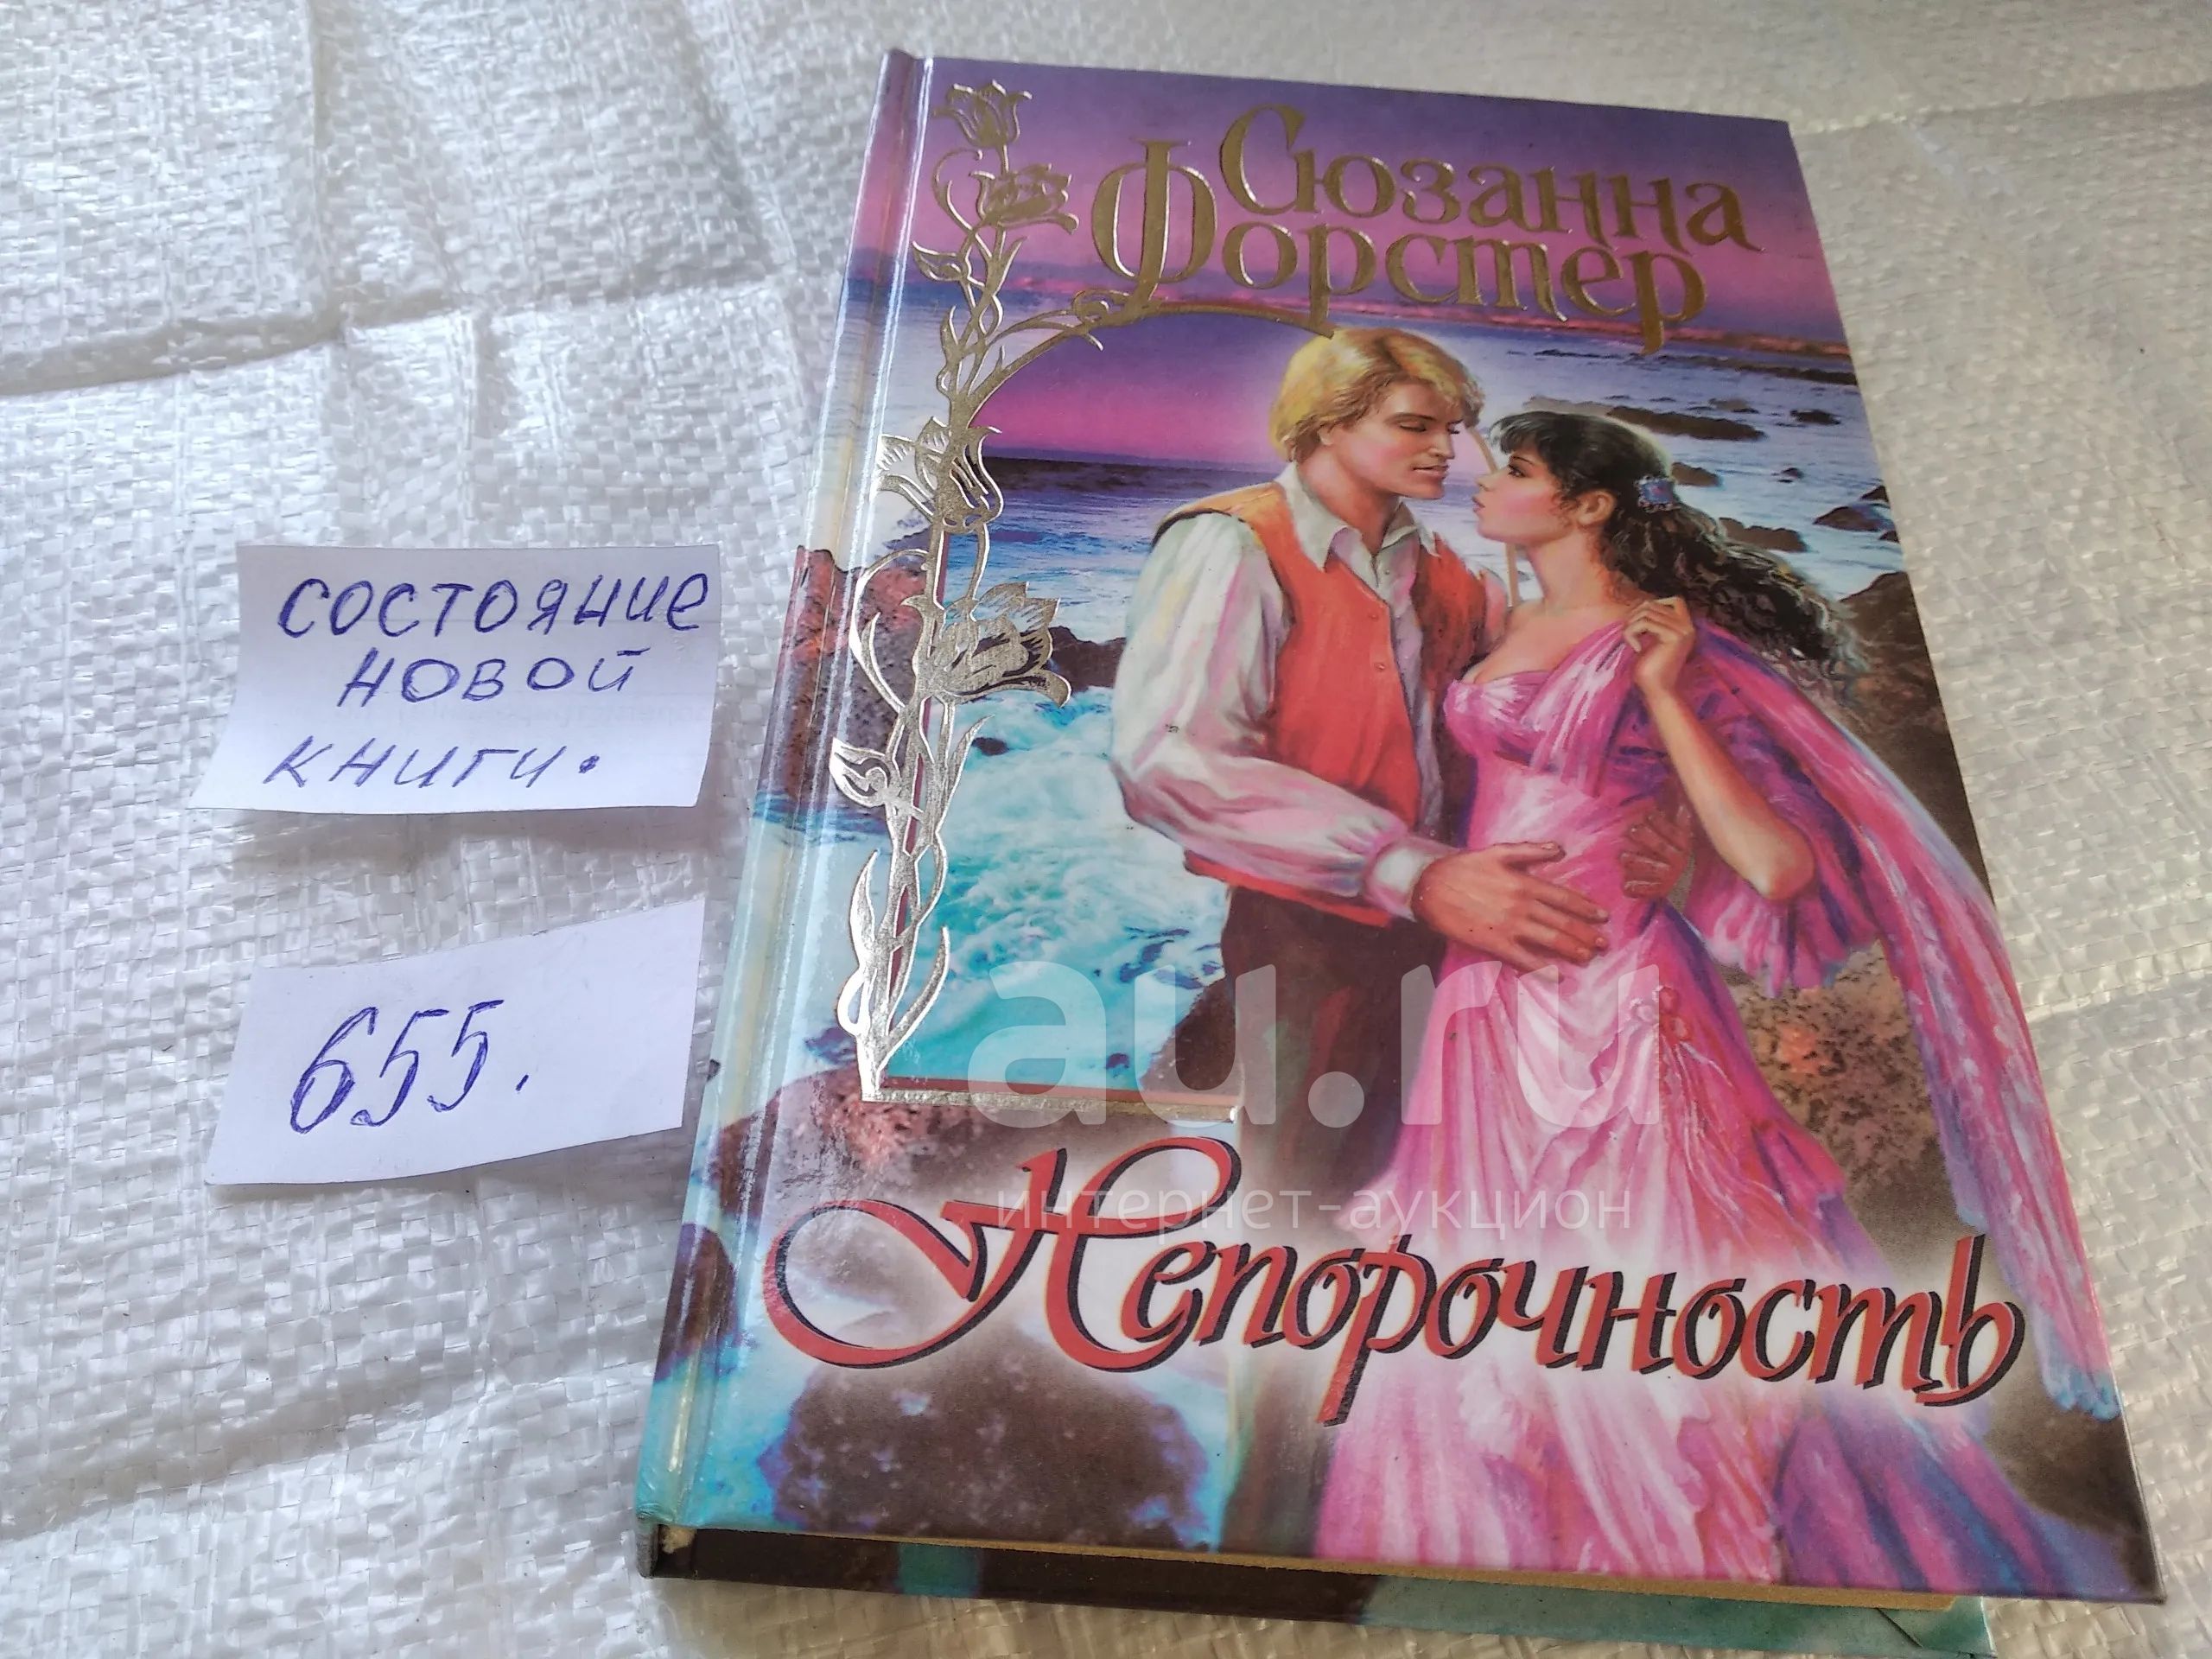 Сюзанна
Форстер
состояние
новой
книги.
655.
au.ru
интернет-аукцион
Непорочность